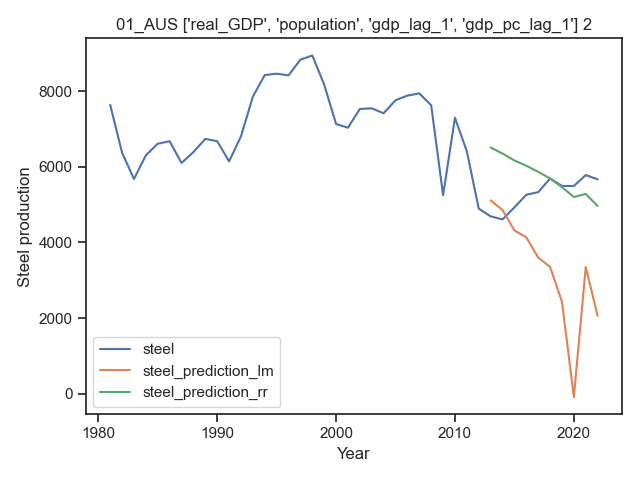 01_AUS ['real_GDP', 'population', 'gdp_lag_1', 'gdp_pc_lag_1'] 2
8000
6000
4000
2000
0
Steel production
steel
steel_prediction_lm
steel_prediction_rr
1980 1990 2000 2010 2020
Year